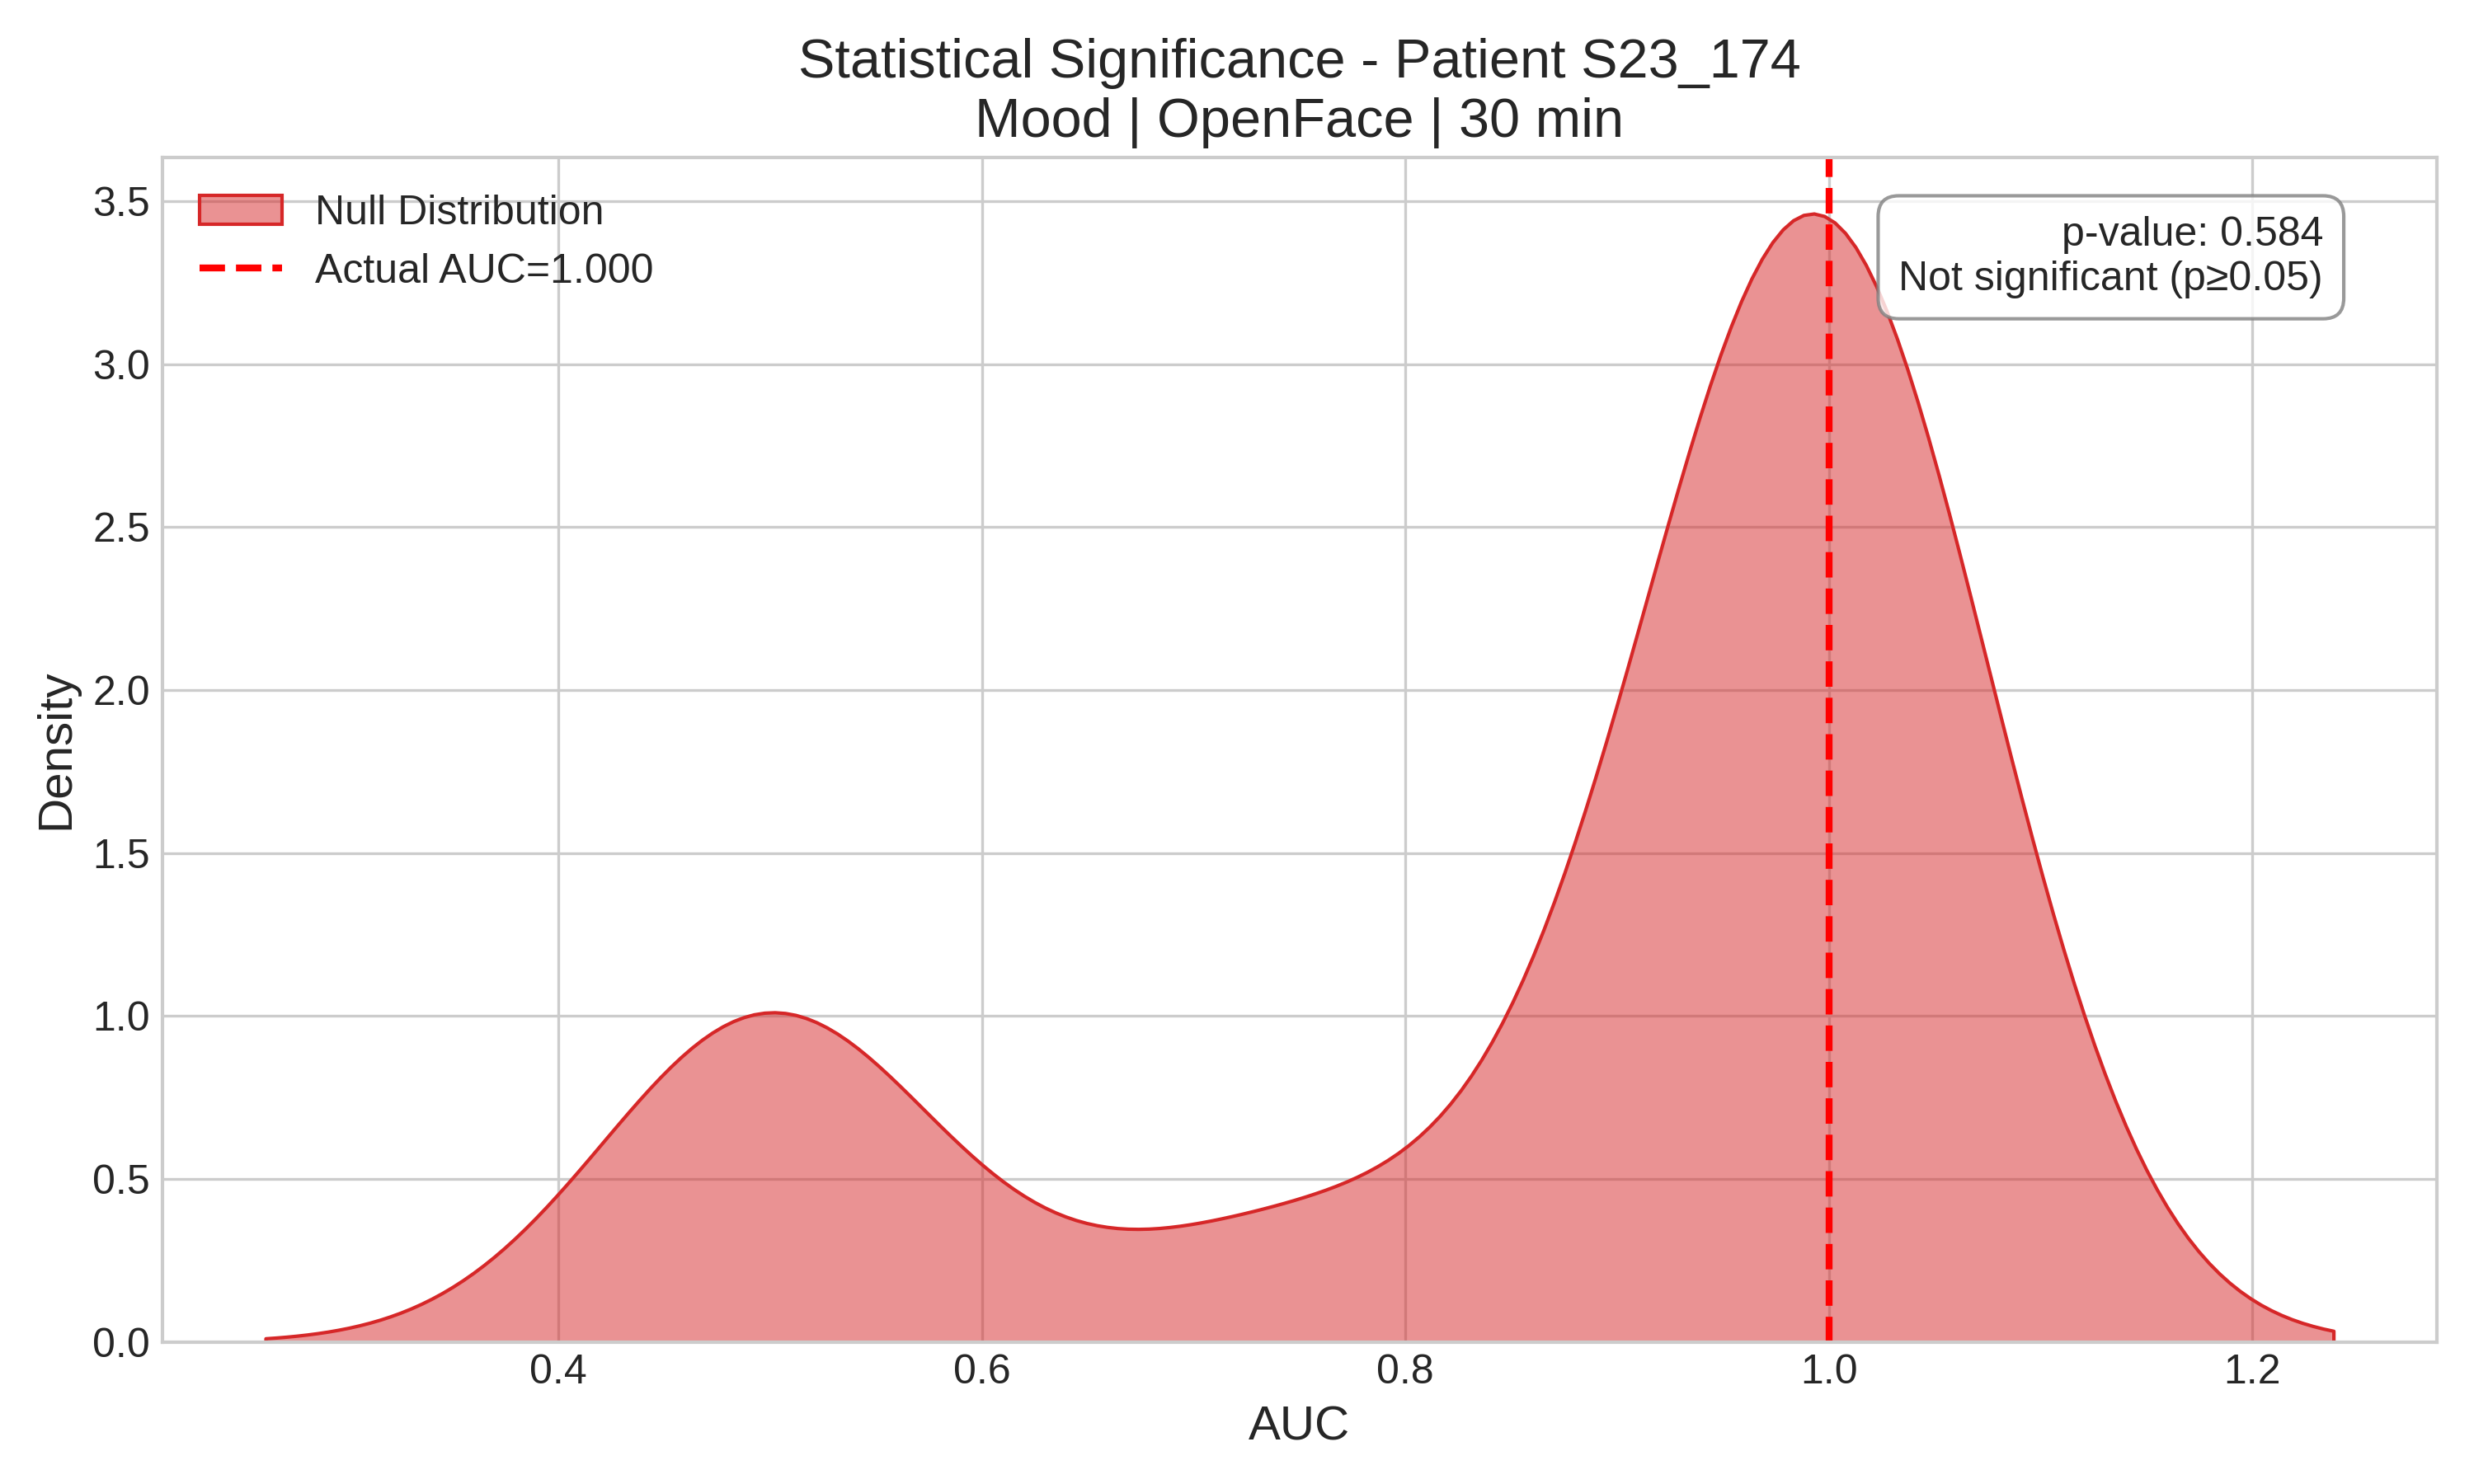 Statistical Significance - Patient S23_174
Mood | OpenFace | 30 min
Null Distribution
Actual AUC=1.000
p-value: 0.584
Not significant (p≥0.05)
Density
3.5
3.0
2.5
2.0
1.5
1.0
0.5
0.0
0.4
0.6
0.8
1.0
1.2
AUC